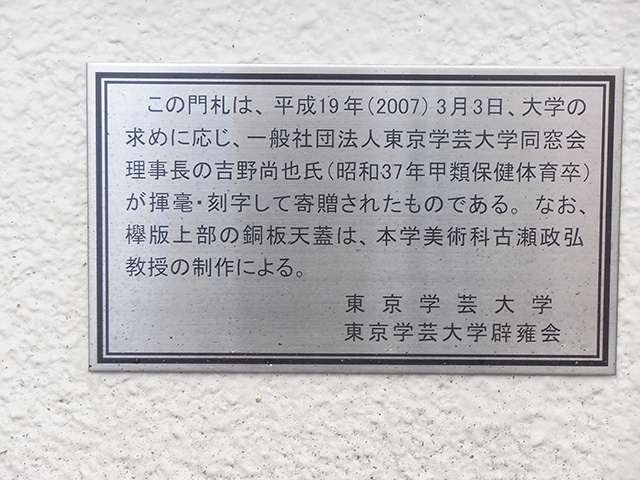 この門札は、平成19年(2007)3月3日、大学の
求めに応じ、一般社団法人東京学芸大学同窓会
理事長の吉野尚也氏(昭和37年甲類保健体育卒)
が揮毫・刻字して寄贈されたものである。なお、
欅版上部の銅板天蓋は、本学美術科古瀬政弘
教授の制作による。
東京学芸大学
東京学芸大学辟雍会